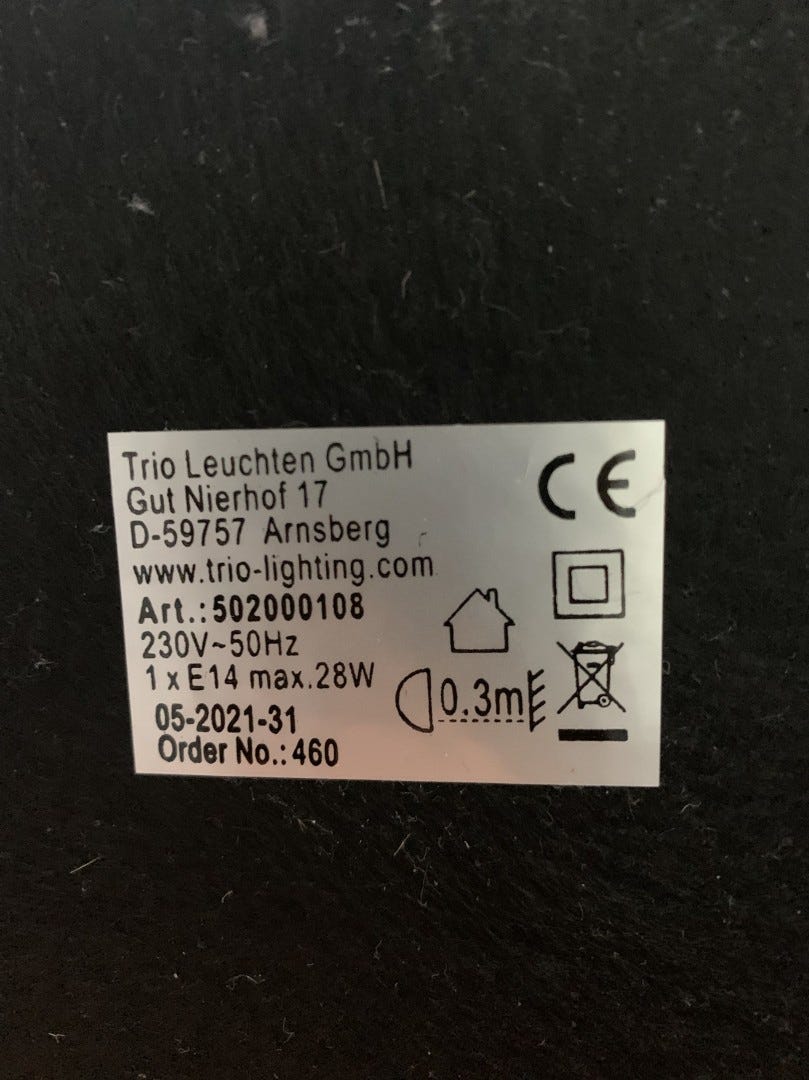 Trio Leuchten GmbH
Gut Nierhof 17
D-59757 Arnsberg
www.trio-lighting.com
Art.:502000108
230V~50Hz
1 x E14 max.28W
05-2021-31
Order No.:460
CE
0.3m